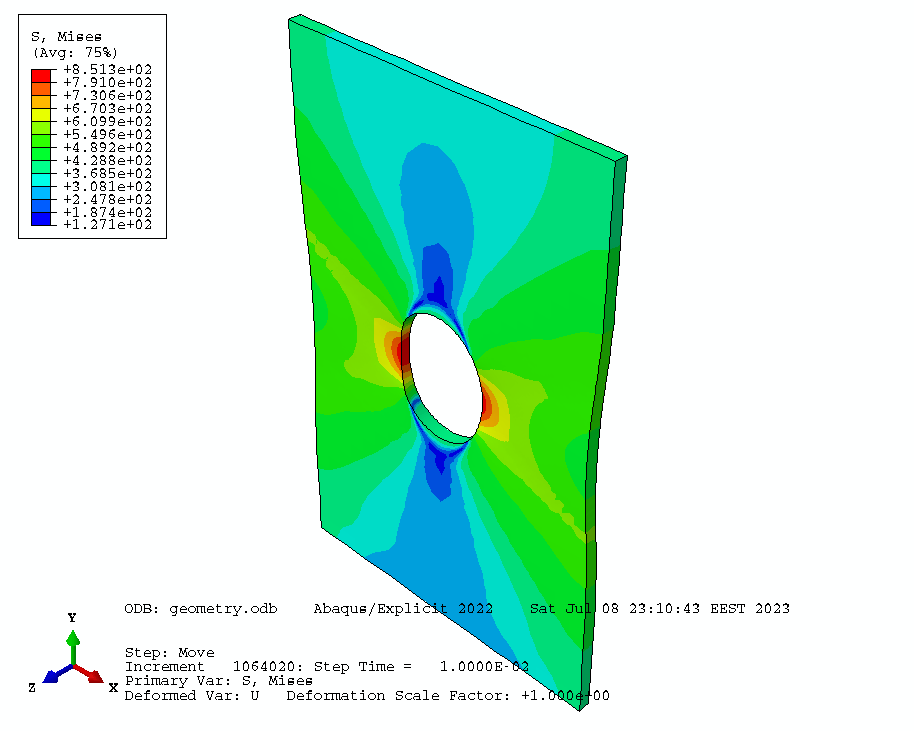 S, Mises
(Avg: 75%)
+8.513e+02
+7.910e+02
+7.306e+02
+6.703e+02
+6.099e+02
+5.496e+02
+4.892e+02
+4.288e+02
+3.685e+02
+3.081e+02
+2.478e+02
+1.874e+02
+1.271e+02
ODB: geometry.odb Abaqus/Explicit 2022 Sat Jul 08 23:10:43 EEST 2023
Y
Z
X
Step: Move
Increment 1064020: Step Time = 1.0000E-02
Primary Var: S, Mises
Deformed Var: U Deformation Scale Factor: +1.000e+00